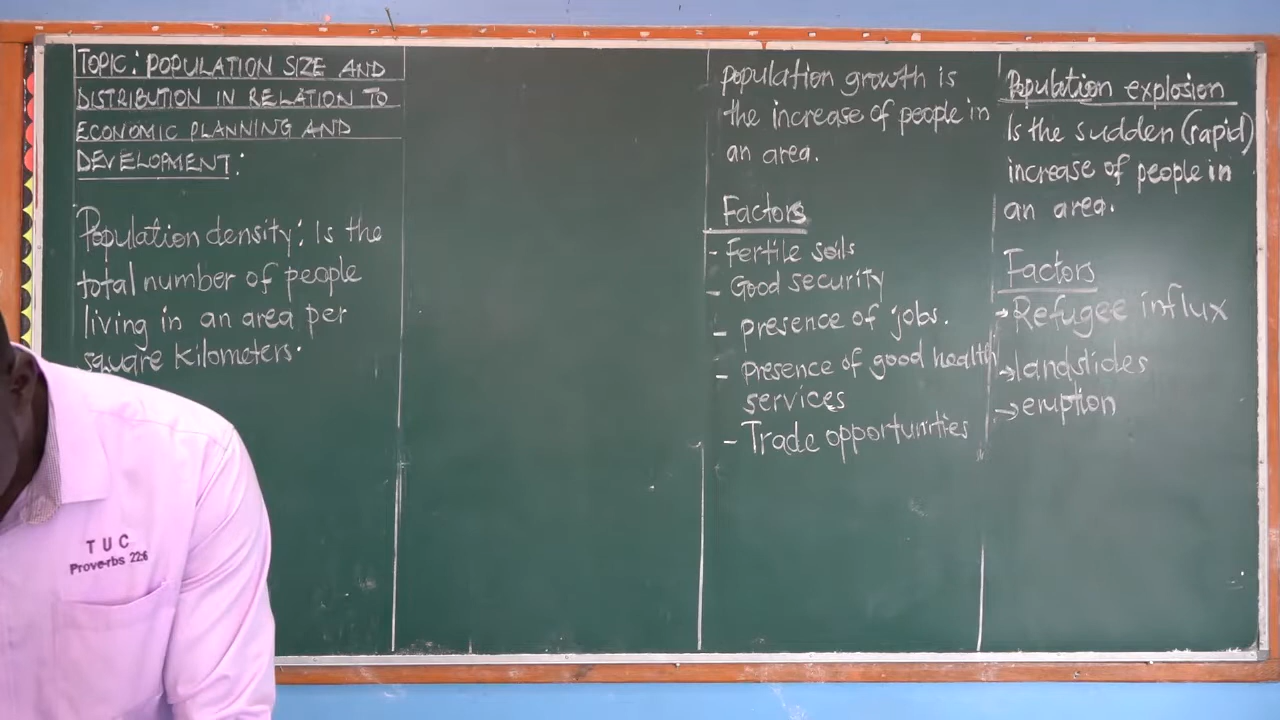 TOPIC: POPULATION SIZE AND
DISTRIBUTION IN RELATION TO
ECONOMIC PLANNING AND
DEVELOPMENT:
Population density: Is the
total number of people
living in an area per
square kilometers.
population growth is
the increase of people in
an area.
Factors
- Fertile soils
- Good security
- presence of jobs.
- Presence of good health
services
- Trade opportunities
Population explosion
Is the sudden (rapid)
increase of people in
an area.
Factors
→Refugee influx
→landslides
→eruption
TUC
Proverbs 22:6